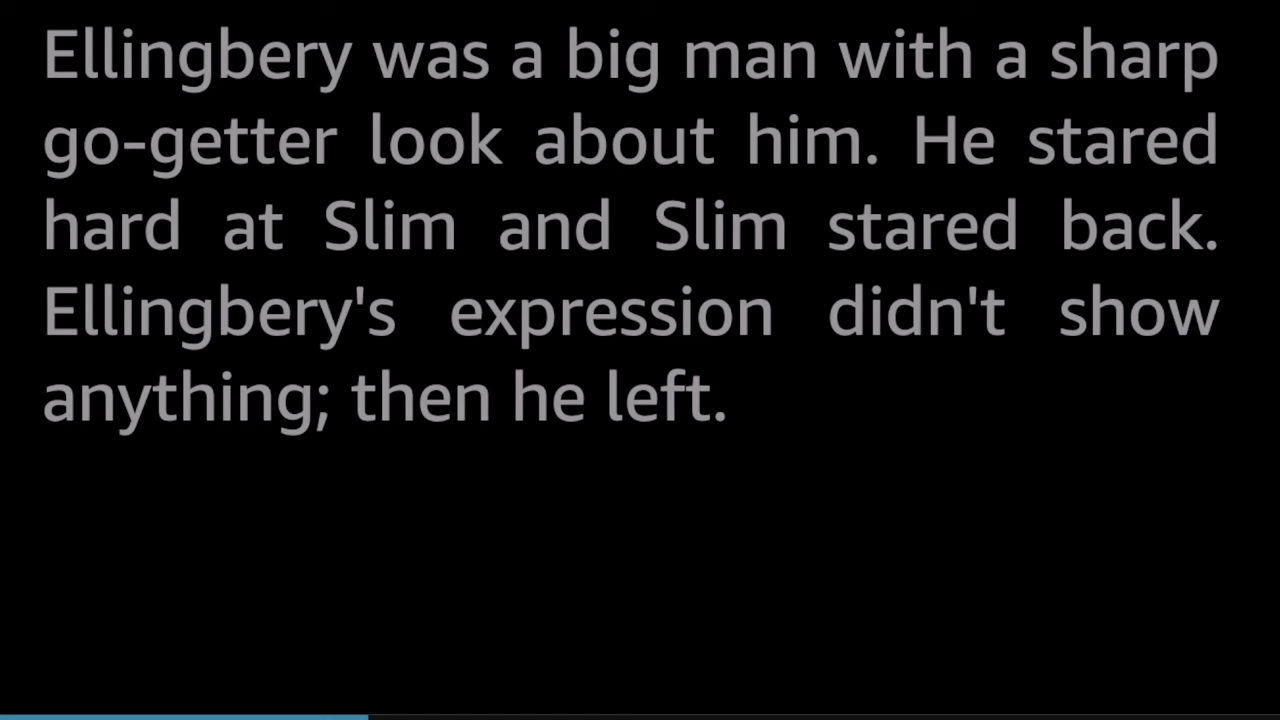 Ellingbery was a big man with a sharp
go-getter look about him. He stared
hard at Slim and Slim stared back.
Ellingbery's expression didn't show
anything; then he left.